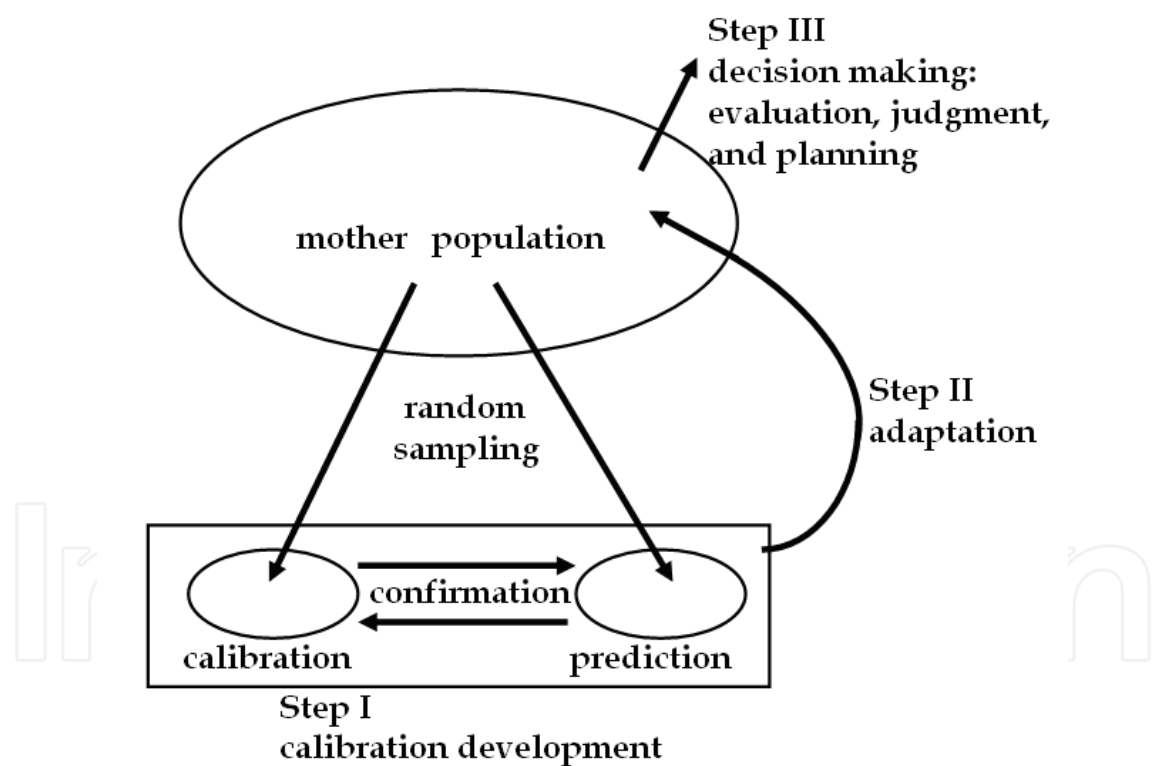 Step III
decision making:
evaluation, judgment,
and planning
mother population
random
sampling
Step II
adaptation
confirmation
calibration
prediction
Step I
calibration development